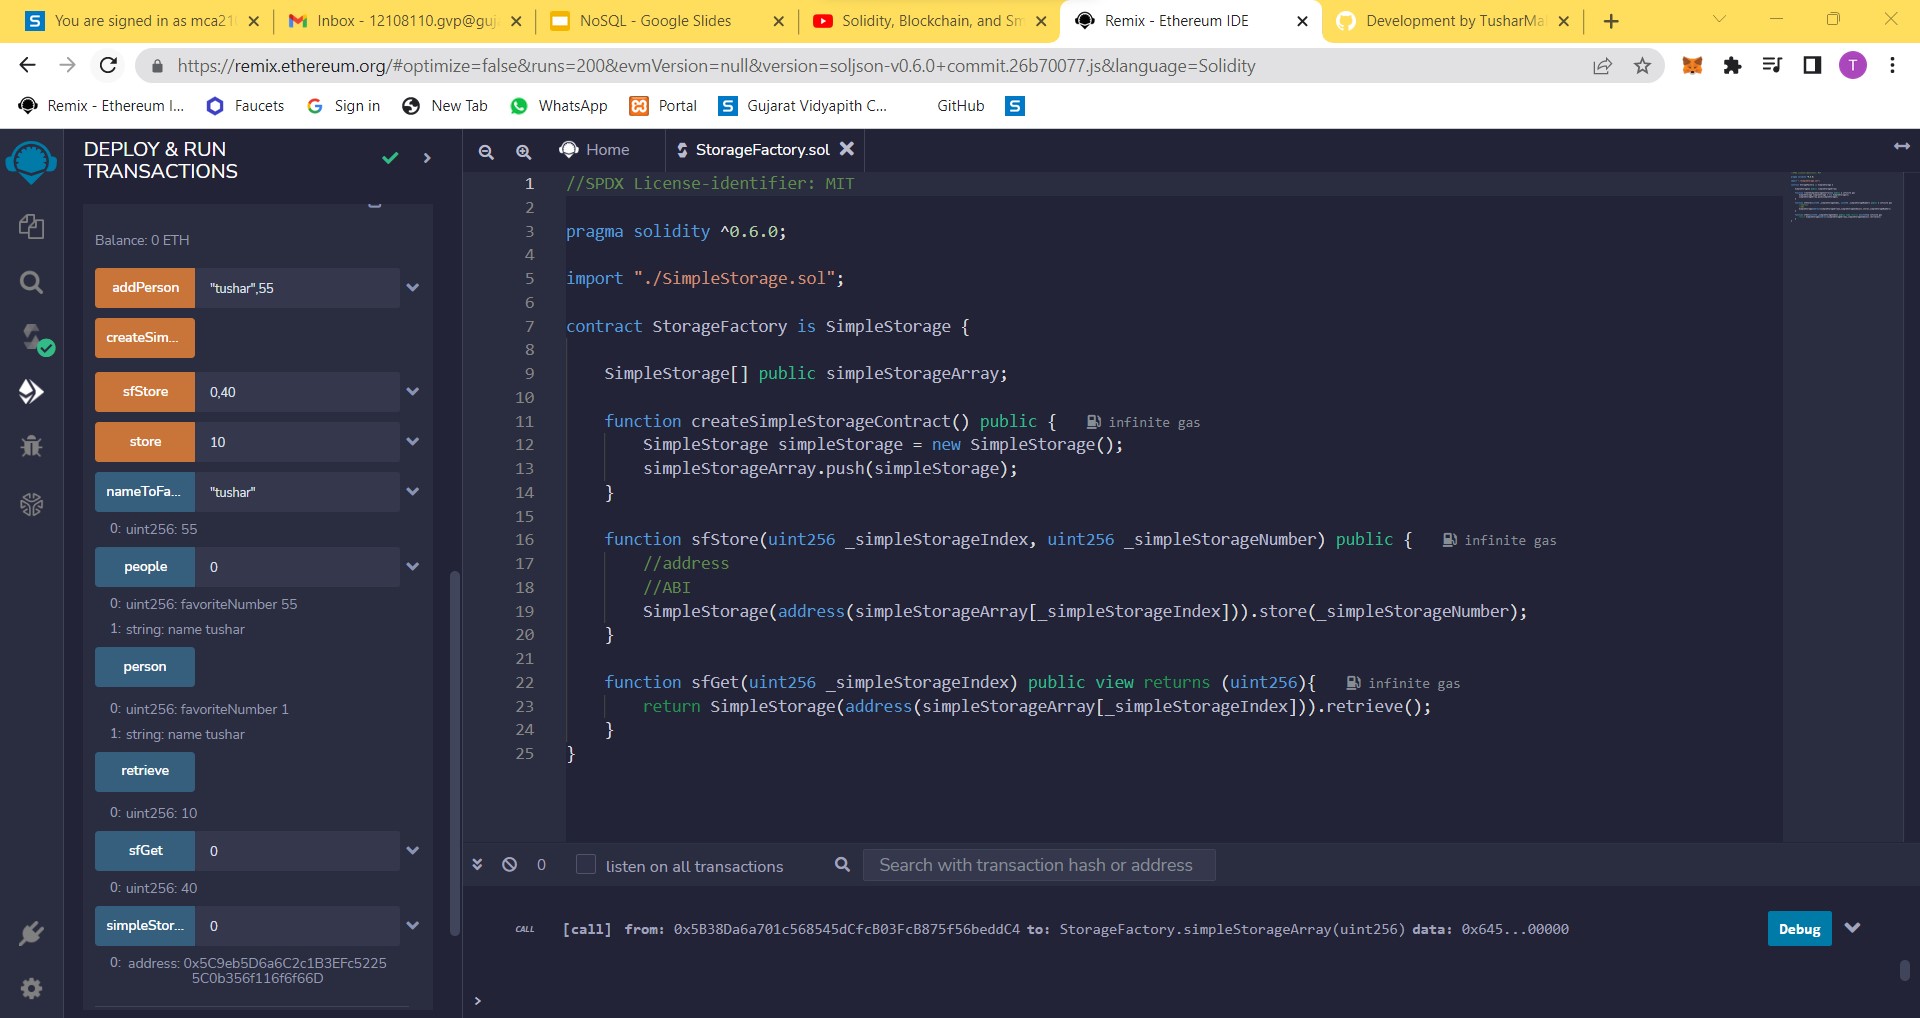 You are signed in as mca21
Inbox - 12108110.gvp@guj
NoSQL - Google Slides
Solidity, Blockchain, and Sm
Remix - Ethereum IDE
Development by TusharMa
https://remix.ethereum.org/#optimize=false&runs=200&evmVersion=null&version=soljson-v0.6.0+commit.26b70077.js&language=Solidity
T
Remix - Ethereum I...
Faucets
Sign in
New Tab
WhatsApp
Portal
Gujarat Vidyapith C...
GitHub
DEPLOY & RUN
TRANSACTIONS
Balance: 0 ETH
addPerson "tushar",55
createSim...
sfStore 0,40
store 10
nameToFa... "tushar"
0: uint256: 55
people 0
0: uint256: favoriteNumber 55
1: string: name tushar
person
0: uint256: favoriteNumber 1
1: string: name tushar
retrieve
0: uint256: 10
sfGet 0
0: uint256: 40
simpleStor... 0
0: address: 0x5C9eb5D6a6C2c1B3EFc5225
5C0b356f116f6f66D
Home
StorageFactory.sol
1 //SPDX License-identifier: MIT
2
3 pragma solidity ^0.6.0;
4
5 import "./SimpleStorage.sol";
6
7 contract StorageFactory is SimpleStorage {
8
9 SimpleStorage[] public simpleStorageArray;
10
11 function createSimpleStorageContract() public { infinite gas
12 SimpleStorage simpleStorage = new SimpleStorage();
13 simpleStorageArray.push(simpleStorage);
14 }
15
16 function sfStore(uint256 _simpleStorageIndex, uint256 _simpleStorageNumber) public { infinite gas
17 //address
18 //ABI
19 SimpleStorage(address(simpleStorageArray[_simpleStorageIndex])).store(_simpleStorageNumber);
20 }
21
22 function sfGet(uint256 _simpleStorageIndex) public view returns (uint256){ infinite gas
23 return SimpleStorage(address(simpleStorageArray[_simpleStorageIndex])).retrieve();
24 }
25 }
0
listen on all transactions
Search with transaction hash or address
CALL [call] from: 0x5B38Da6a701c568545dCfcB03FcB875f56beddC4 to: StorageFactory.simpleStorageArray(uint256) data: 0x645...00000
Debug
>